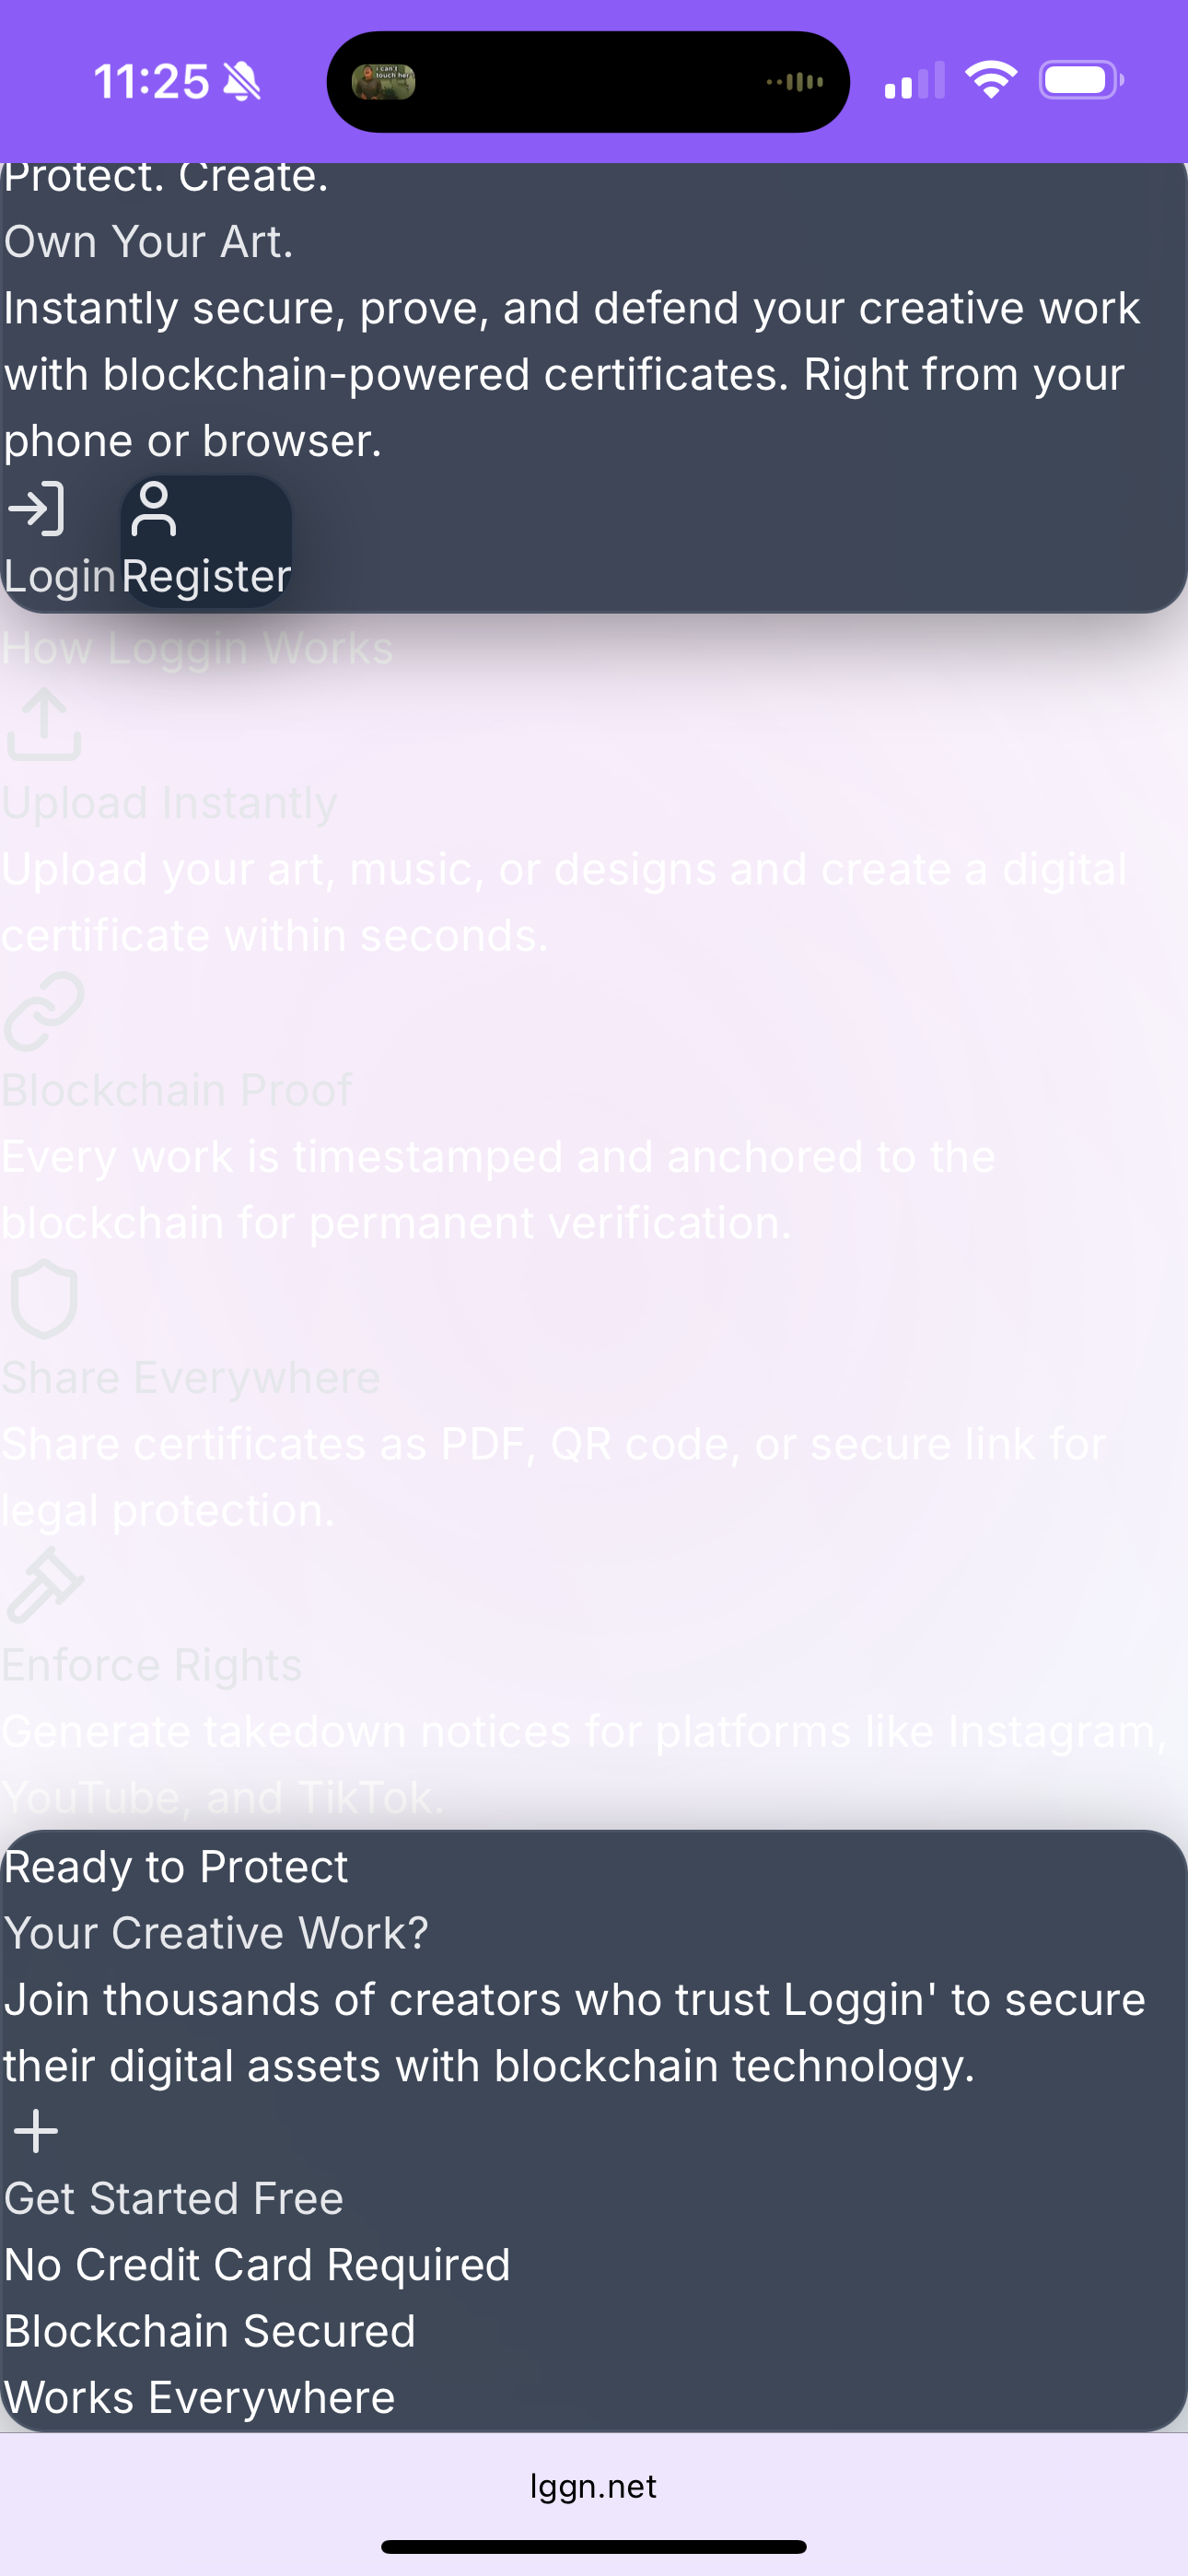 11:25
i can't
touch her
Protect. Create.
Own Your Art.
Instantly secure, prove, and defend your creative work
with blockchain-powered certificates. Right from your
phone or browser.
Login Register
How Loggin Works
Upload Instantly
Upload your art, music, or designs and create a digital
certificate within seconds.
Blockchain Proof
Every work is timestamped and anchored to the
blockchain for permanent verification.
Share Everywhere
Share certificates as PDF, QR code, or secure link for
legal protection.
Enforce Rights
Generate takedown notices for platforms like Instagram,
YouTube, and TikTok.
Ready to Protect
Your Creative Work?
Join thousands of creators who trust Loggin' to secure
their digital assets with blockchain technology.
Get Started Free
No Credit Card Required
Blockchain Secured
Works Everywhere
lggn.net